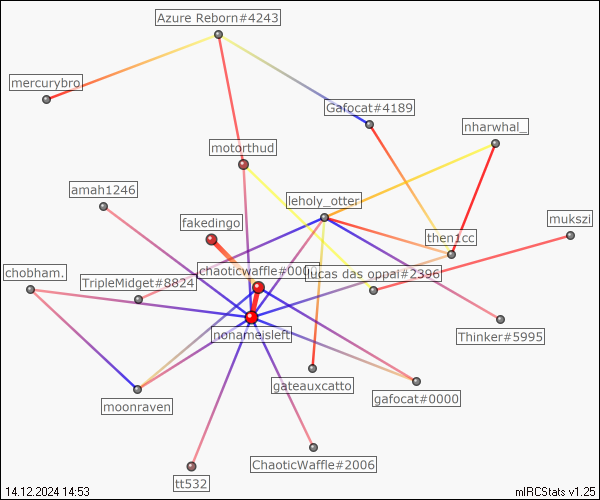 Azure Reborn#4243
mercurybro
Gafocat#4189
nharwhal_
motorthud
amah1246
leholy_otter
mukszi
fakedingo
then1cc
chobham.
chaoticwaffle#000
lucas das oppai#2396
TripleMidget#8824
nonameisleft
Thinker#5995
gateauxcatto
gafocat#0000
moonraven
ChaoticWaffle#2006
tt532
14.12.2024 14:53
mIRCStats v1.25